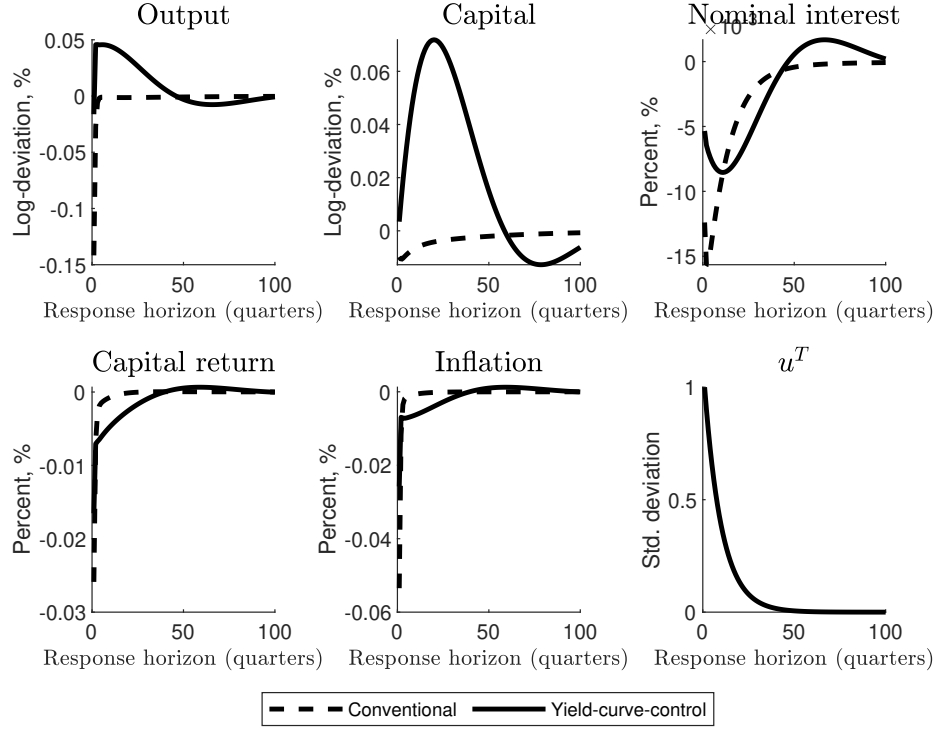 Output
Log-deviation, %
0.05
0
-0.05
-0.1
-0.15
0 50 100
Response horizon (quarters)
Capital
Log-deviation, %
0.06
0.04
0.02
0
0 50 100
Response horizon (quarters)
Nominal interest
×10⁻³
Percent, %
0
-5
-10
-15
0 50 100
Response horizon (quarters)
Capital return
Percent, %
0
-0.01
-0.02
-0.03
0 50 100
Response horizon (quarters)
Inflation
Percent, %
0
-0.02
-0.04
-0.06
0 50 100
Response horizon (quarters)
u^T
Std. deviation
1
0.5
0
0 50 100
Response horizon (quarters)
Conventional Yield-curve-control